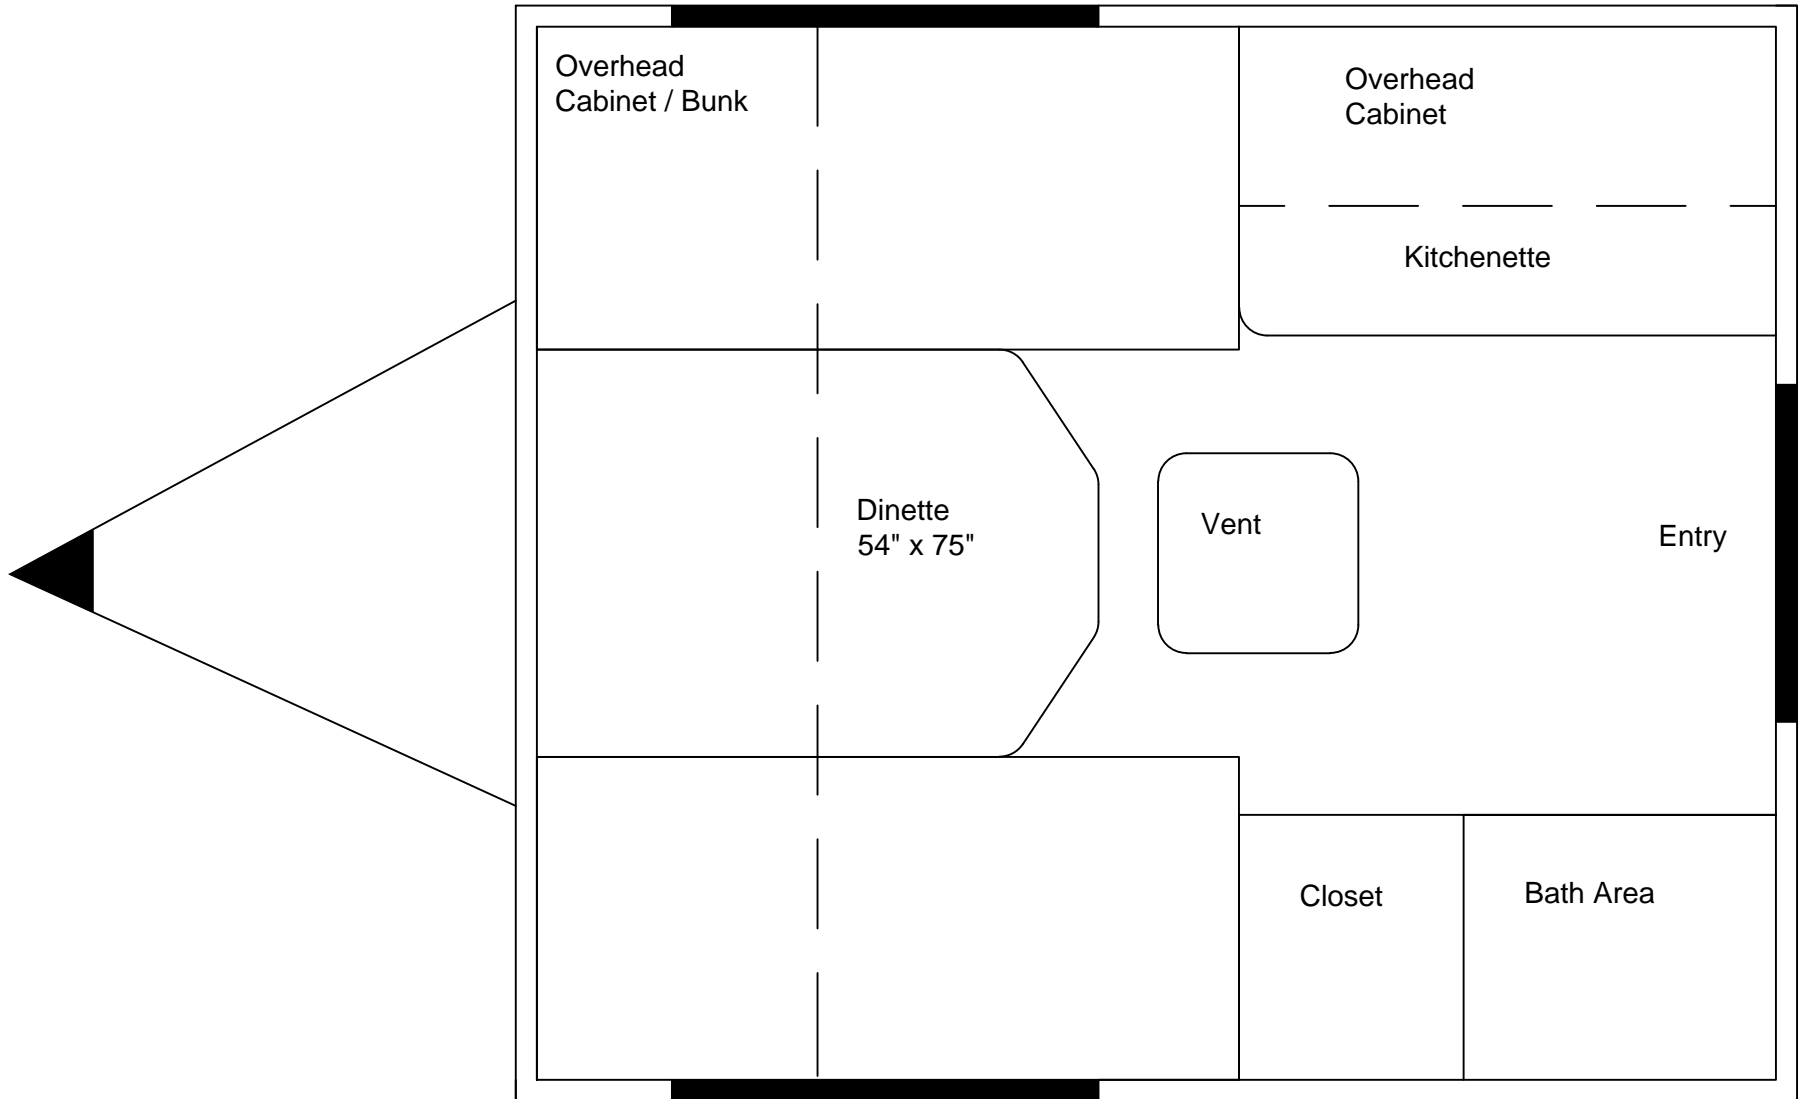 Overhead
Cabinet / Bunk
Overhead
Cabinet
Kitchenette
Dinette
54" x 75"
Vent
Entry
Closet
Bath Area